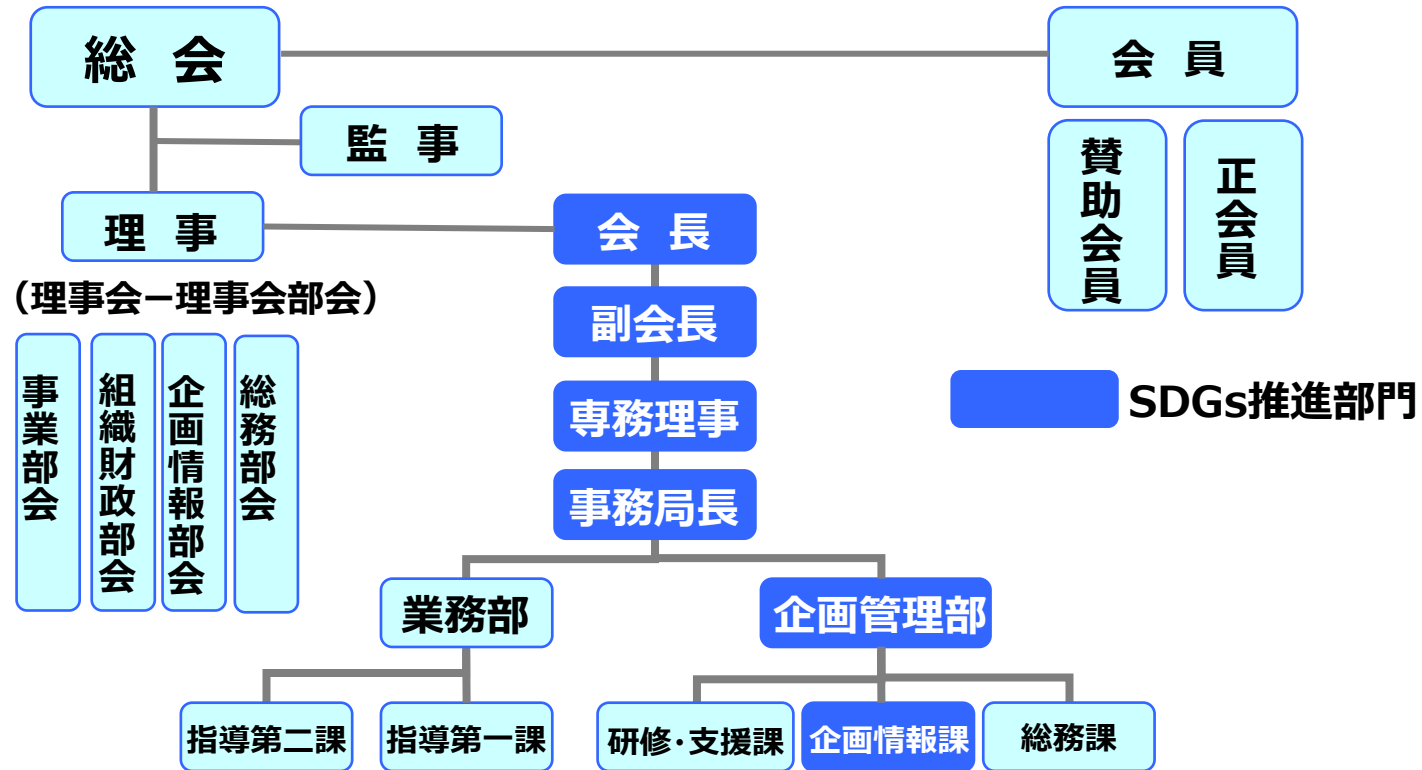 総 会
会 員
監 事
賛助会員
正会員
理 事
会 長
（理事会ー理事会部会）
副会長
事業部会
組織財政部会
企画情報部会
総務部会
専務理事
SDGs推進部門
事務局長
業務部
企画管理部
指導第二課
指導第一課
研修・支援課
企画情報課
総務課